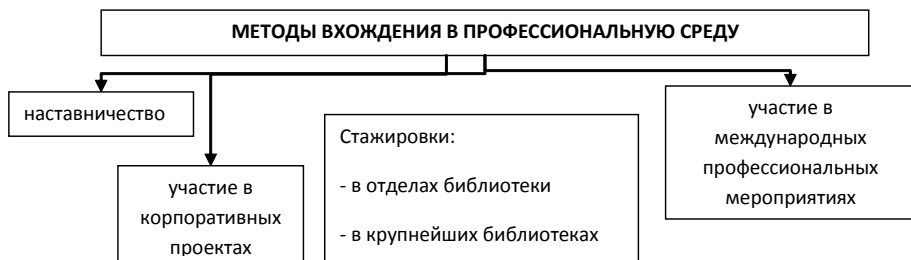 МЕТОДЫ ВХОЖДЕНИЯ В ПРОФЕССИОНАЛЬНУЮ СРЕДУ
наставничество
участие в
корпоративных
проектах
Стажировки:
- в отделах библиотеки
- в крупнейших библиотеках
участие в
международных
профессиональных
мероприятиях